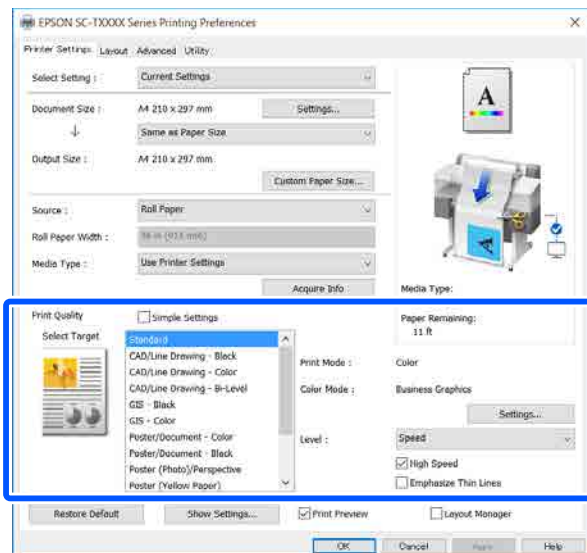 EPSON SC-TXXXX Series Printing Preferences
Printer Settings Layout Advanced Utility
Select Setting : Current Settings
Document Size : A4 210 x 297 mm Settings...
Same as Paper Size
Output Size : A4 210 x 297 mm
Custom Paper Size...
Source : Roll Paper
Roll Paper Width : 36 in (914 mm)
Media Type : Use Printer Settings
Acquire Info
Media Type:
Print Quality Simple Settings
Paper Remaining:
11 ft
Select Target
Standard
CAD/Line Drawing - Black
CAD/Line Drawing - Color
CAD/Line Drawing - Bi-Level
GIS - Black
GIS - Color
Poster/Document - Color
Poster/Document - Black
Poster (Photo)/Perspective
Poster (Yellow Paper)
Print Mode : Color
Color Mode : Business Graphics
Settings...
Level : Speed
High Speed
Emphasize Thin Lines
Restore Default Show Settings... Print Preview Layout Manager
OK Cancel Apply Help
A
A